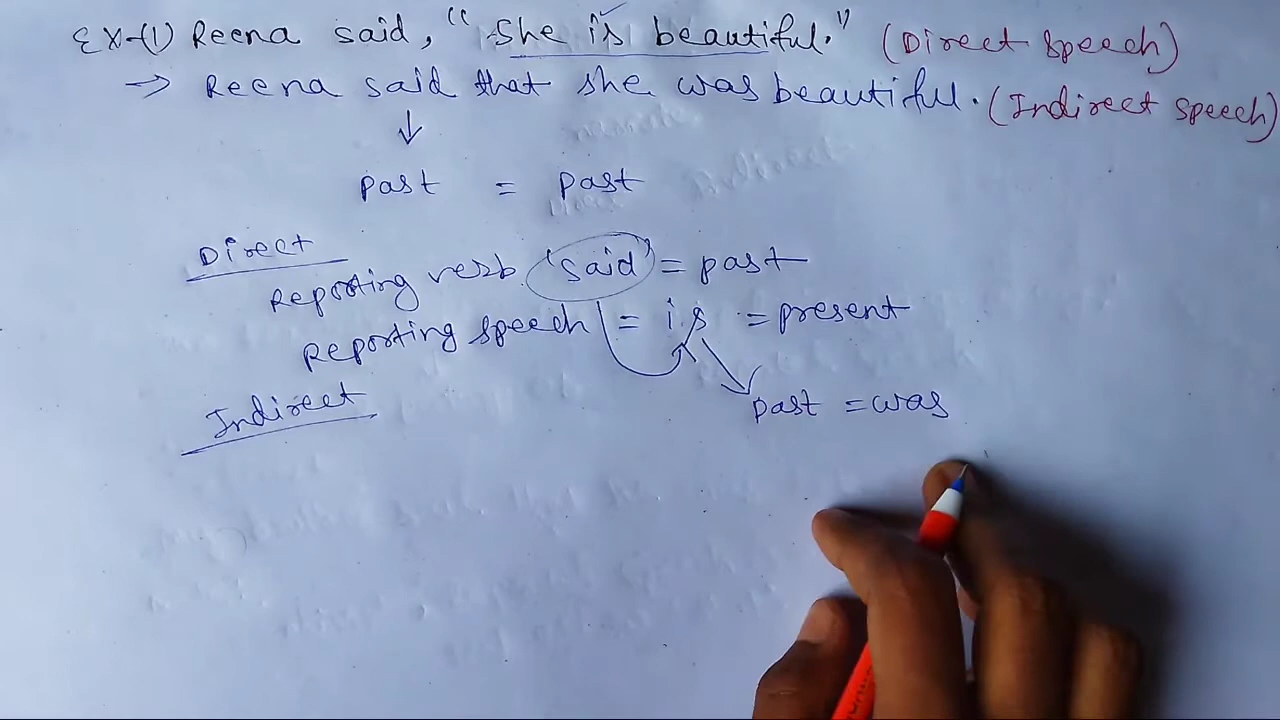 Ex-(1) Reena said, "She is beautiful." (Direct Speech)
→ Reena said that she was beautiful. (Indirect Speech)
↓
past = past
Direct
Reporting verb 'said' = past
Reporting speech = is = present
past = was
Indirect